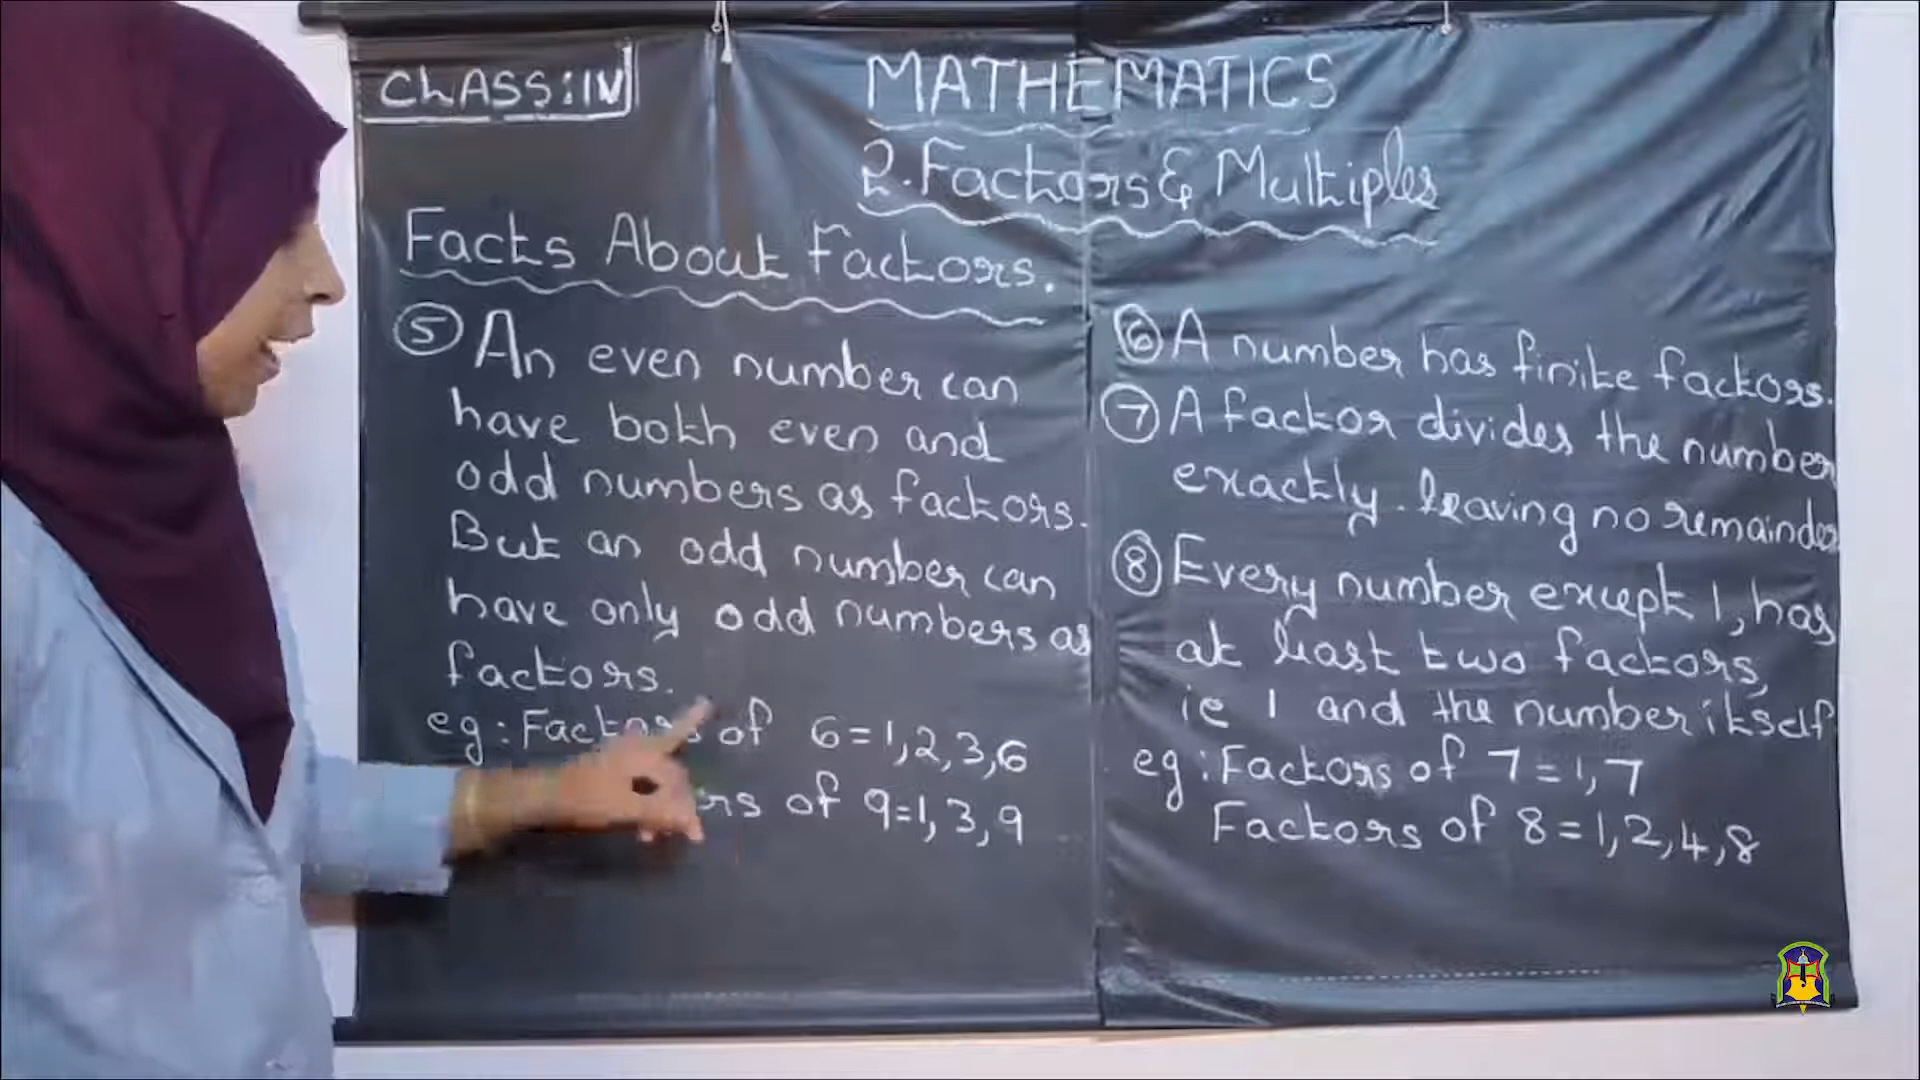 CLASS:IV
MATHEMATICS
2. Factors & Multiples
Facts About Factors.
⑤ An even number can
have both even and
odd numbers as factors.
But an odd number can
have only odd numbers as
factors.
eg: Factors of 6=1,2,3,6
rs of 9=1,3,9
⑥ A number has finite factors.
⑦ A factor divides the number
exactly. leaving no remainder
⑧ Every number except 1, has
at least two factors,
ie 1 and the number itself
eg: Factors of 7=1,7
Factors of 8=1,2,4,8